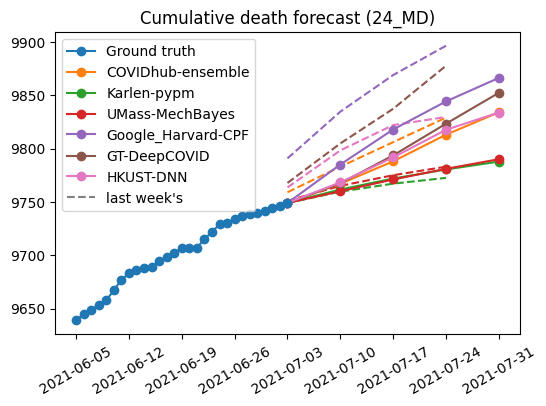 Cumulative death forecast (24_MD)
9900
9850
9800
9750
9700
9650
Ground truth
COVIDhub-ensemble
Karlen-pypm
UMass-MechBayes
Google_Harvard-CPF
GT-DeepCOVID
HKUST-DNN
last week's
2021-06-05
2021-06-12
2021-06-19
2021-06-26
2021-07-03
2021-07-10
2021-07-17
2021-07-24
2021-07-31